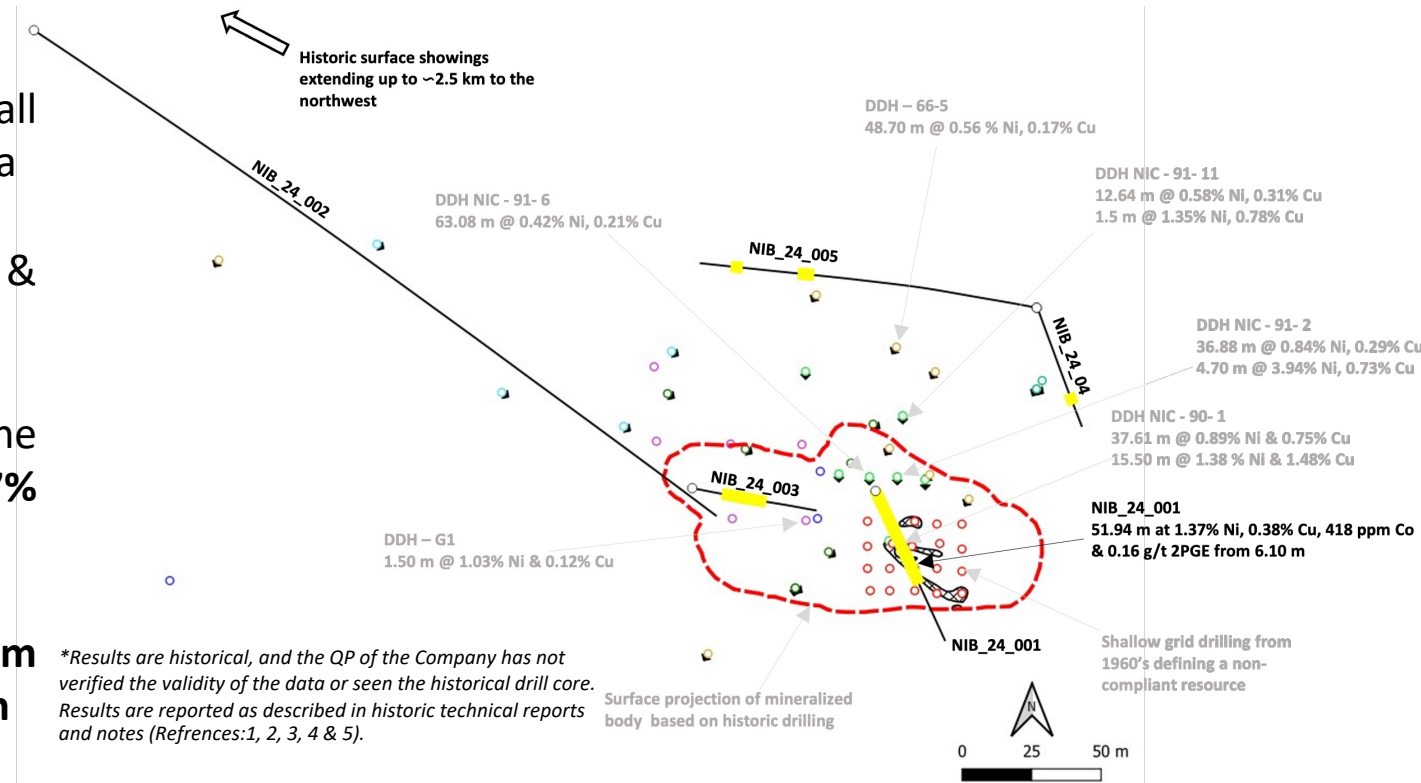 Historic surface showings
extending up to ~2.5 km to the
northwest
all
a
&
ne
%
m
n
NIB_24_002
DDH – 66-5
48.70 m @ 0.56 % Ni, 0.17% Cu
DDH NIC - 91- 11
12.64 m @ 0.58% Ni, 0.31% Cu
1.5 m @ 1.35% Ni, 0.78% Cu
DDH NIC - 91- 6
63.08 m @ 0.42% Ni, 0.21% Cu
NIB_24_005
NIB_24_04
DDH NIC - 91- 2
36.88 m @ 0.84% Ni, 0.29% Cu
4.70 m @ 3.94% Ni, 0.73% Cu
DDH NIC - 90- 1
37.61 m @ 0.89% Ni & 0.75% Cu
15.50 m @ 1.38 % Ni & 1.48% Cu
NIB_24_003
NIB_24_001
51.94 m at 1.37% Ni, 0.38% Cu, 418 ppm Co
& 0.16 g/t 2PGE from 6.10 m
DDH – G1
1.50 m @ 1.03% Ni & 0.12% Cu
NIB_24_001
Shallow grid drilling from
1960's defining a non-
compliant resource
*Results are historical, and the QP of the Company has not
verified the validity of the data or seen the historical drill core.
Results are reported as described in historic technical reports
and notes (Refrences:1, 2, 3, 4 & 5).
Surface projection of mineralized
body based on historic drilling
N
0 25 50 m